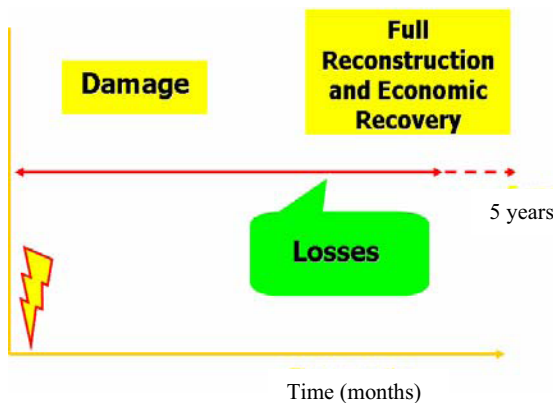 Full
Reconstruction
and Economic
Recovery
Damage
5 years
Losses
Time (months)